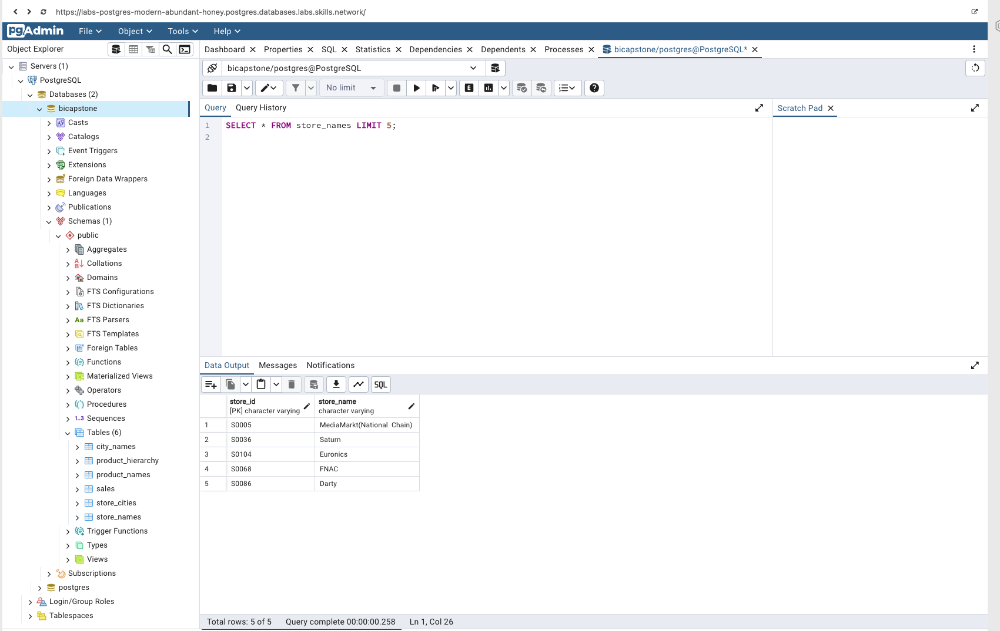 https://labs-postgres-modern-abundant-honey.postgres.databases.labs.skills.network/
pgAdmin File Object Tools Help
Object Explorer
Servers (1)
PostgreSQL
Databases (2)
bicapstone
Casts
Catalogs
Event Triggers
Extensions
Foreign Data Wrappers
Languages
Publications
Schemas (1)
public
Aggregates
Collations
Domains
FTS Configurations
FTS Dictionaries
Aa FTS Parsers
FTS Templates
Foreign Tables
Functions
Materialized Views
Operators
Procedures
1..3 Sequences
Tables (6)
city_names
product_hierarchy
product_names
sales
store_cities
store_names
Trigger Functions
Types
Views
Subscriptions
postgres
Login/Group Roles
Tablespaces
Dashboard Properties SQL Statistics Dependencies Dependents Processes bicapstone/postgres@PostgreSQL*
bicapstone/postgres@PostgreSQL
No limit E
Query Query History
Scratch Pad
1 SELECT * FROM store_names LIMIT 5;
2
Data Output Messages Notifications
SQL
store_id store_name
[PK] character varying character varying
1 S0005 MediaMarkt(National Chain)
2 S0036 Saturn
3 S0104 Euronics
4 S0068 FNAC
5 S0086 Darty
Total rows: 5 of 5 Query complete 00:00:00.258 Ln 1, Col 26